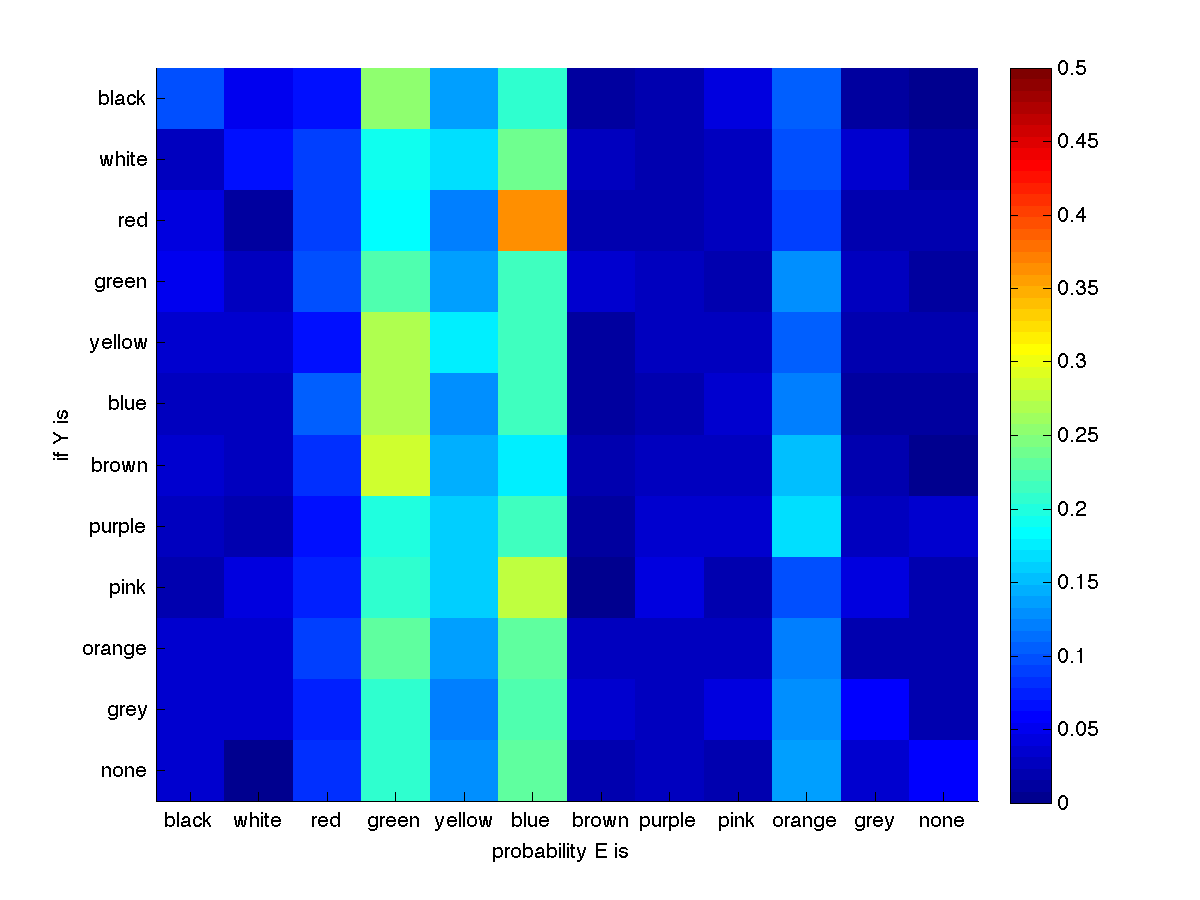 if Y is
black
white
red
green
yellow
blue
brown
purple
pink
orange
grey
none
black white red green yellow blue brown purple pink orange grey none
probability E is
0.5
0.45
0.4
0.35
0.3
0.25
0.2
0.15
0.1
0.05
0